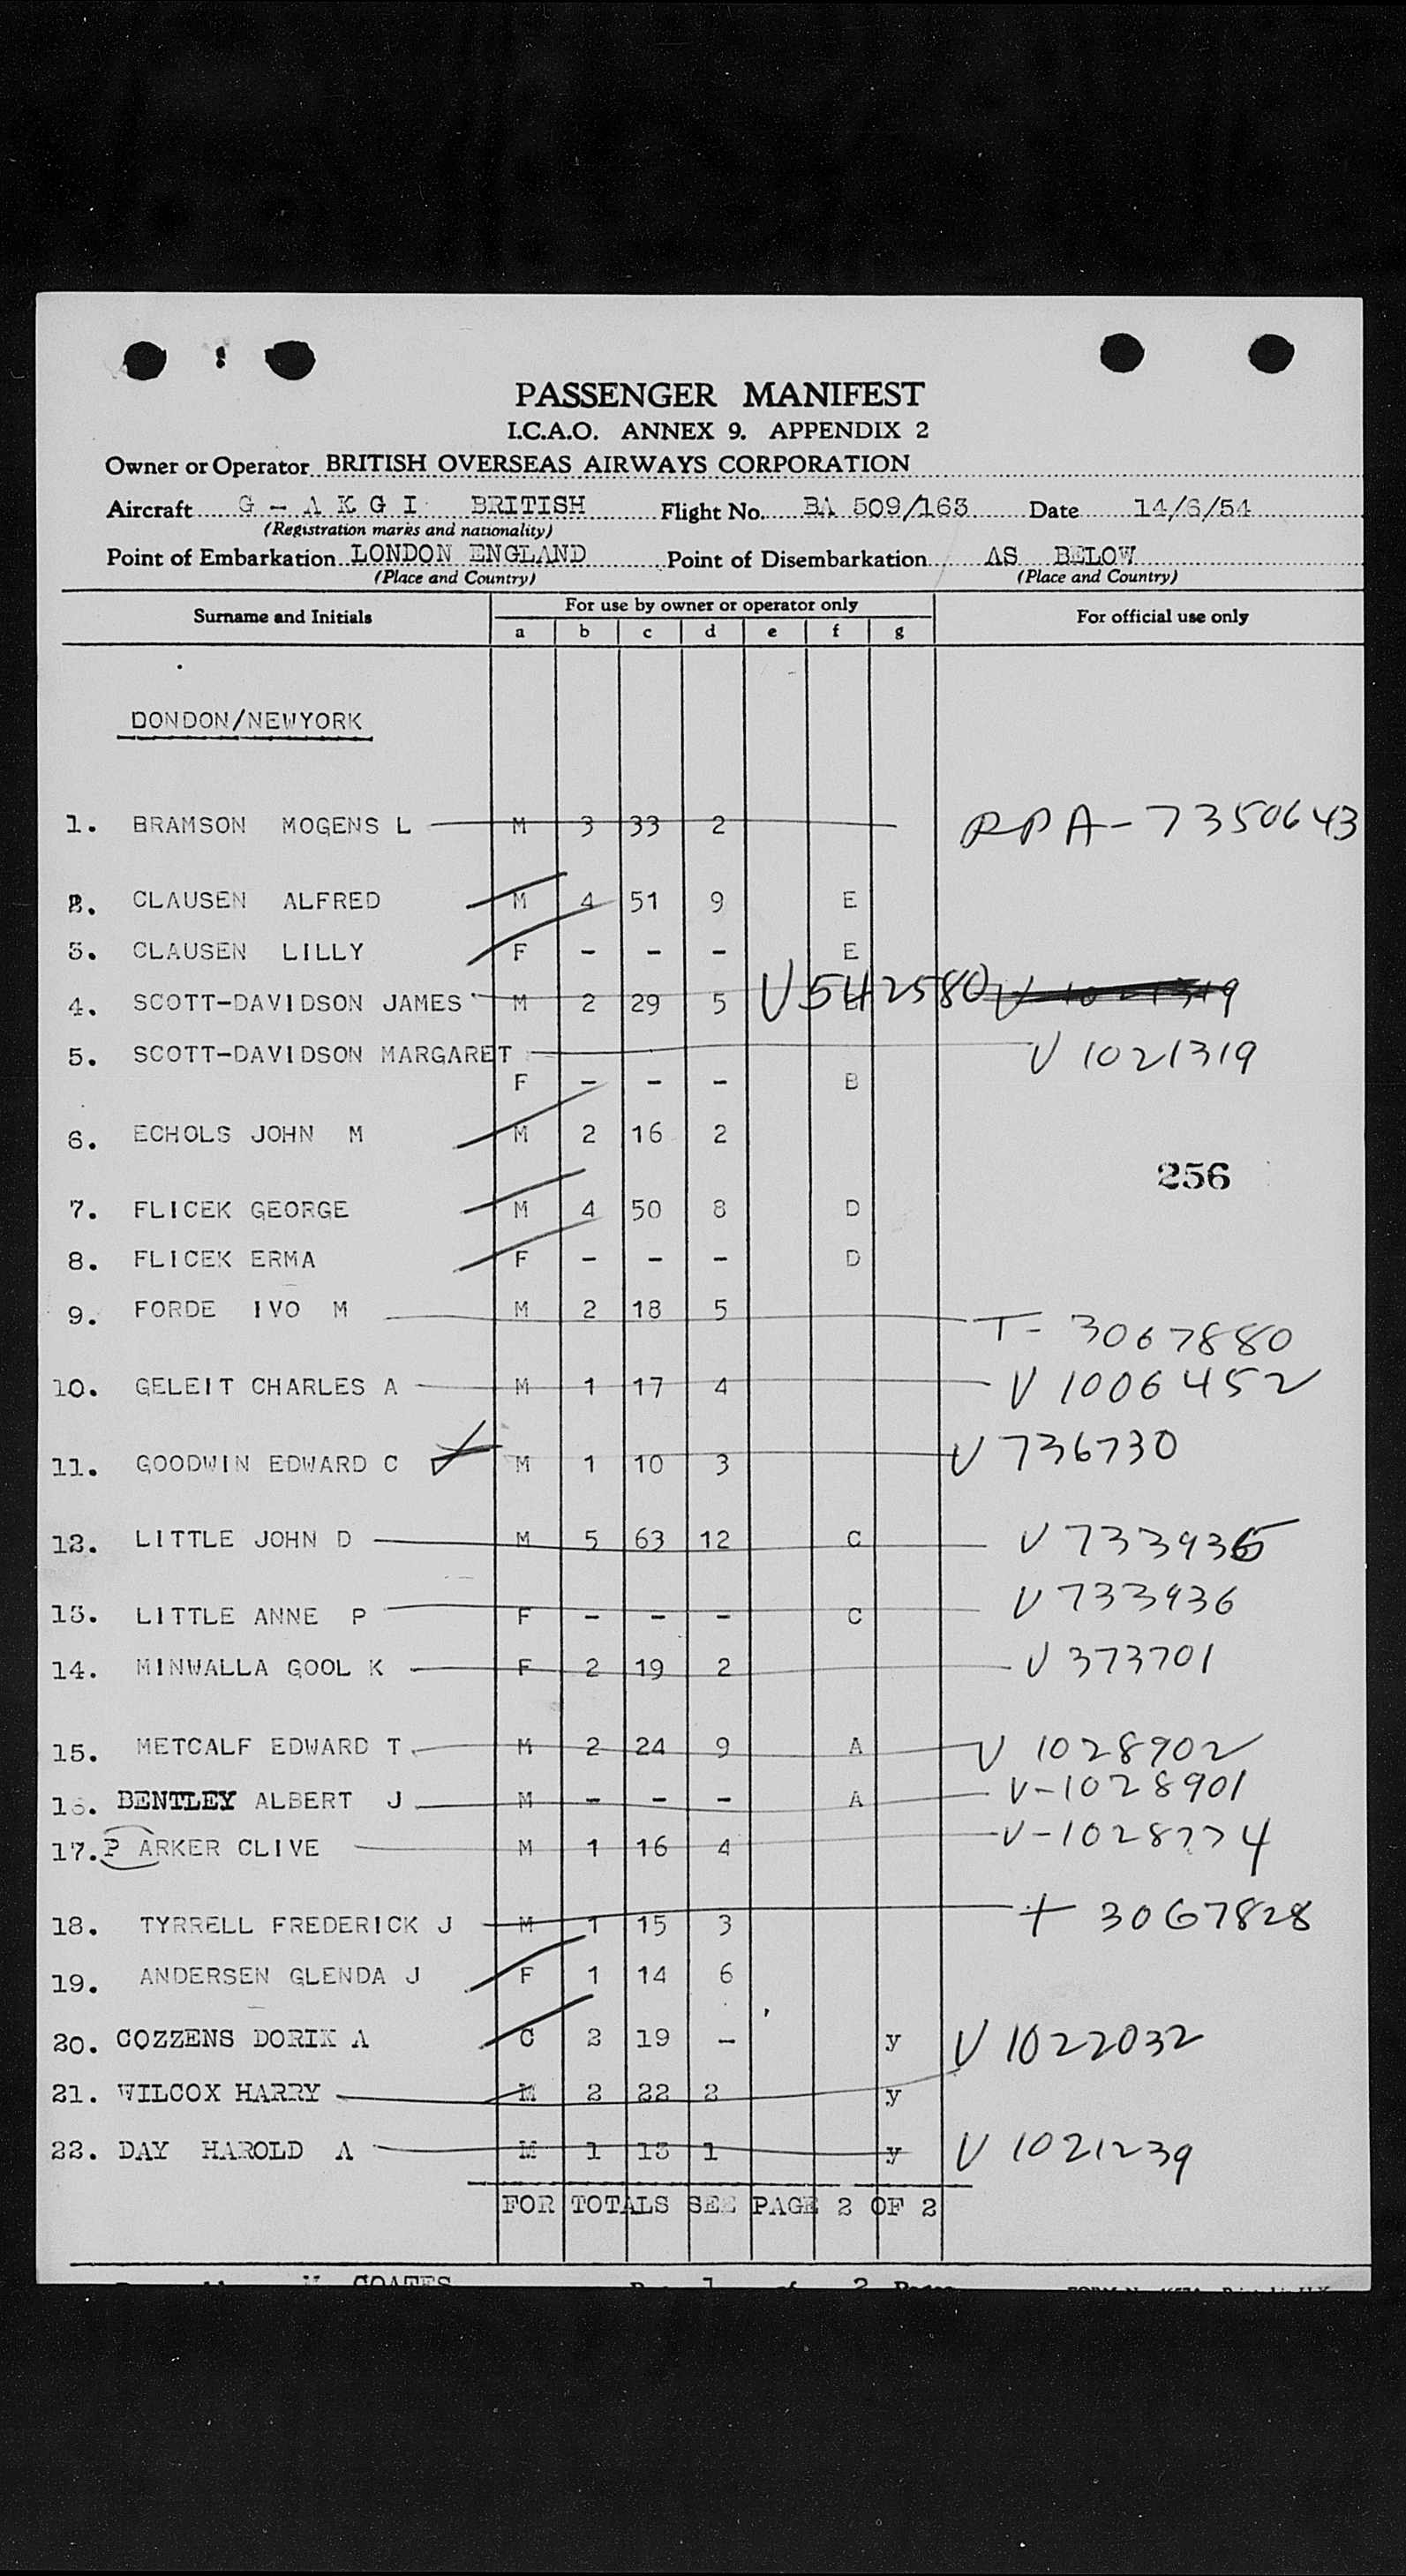 PASSENGER MANIFEST
I.C.A.O. ANNEX 9. APPENDIX 2
Owner or Operator BRITISH OVERSEAS AIRWAYS CORPORATION
Aircraft G - A K G I BRITISH Flight No. BA 509/163 Date 14/6/54
(Registration marks and nationality)
Point of Embarkation LONDON ENGLAND Point of Disembarkation AS BELOW
(Place and Country) (Place and Country)
Surname and Initials For use by owner or operator only For official use only
a b c d e f g
DONDON/NEWYORK
1. BRAMSON MOGENS L M 3 33 2 RPA-7350643
2. CLAUSEN ALFRED M 4 51 9 E
3. CLAUSEN LILLY F - - - E
4. SCOTT-DAVIDSON JAMES M 2 29 5 V542580 V 1021319
5. SCOTT-DAVIDSON MARGARET V 1021319
F - - - B
6. ECHOLS JOHN M M 2 16 2
256
7. FLICEK GEORGE M 4 50 8 D
8. FLICEK ERMA F - - - D
9. FORDE IVO M M 2 18 5 T- 3067880
10. GELEIT CHARLES A M 1 17 4 V 1006452
11. GOODWIN EDWARD C M 1 10 3 V 736730
12. LITTLE JOHN D M 5 63 12 C V 733935
13. LITTLE ANNE P F - - - C V 733936
14. MINWALLA GOOL K F 2 19 2 V 373701
15. METCALF EDWARD T M 2 24 9 A V 1028902
16. BENTLEY ALBERT J M - - - A V-1028901
17. P ARKER CLIVE M 1 16 4 V-1028774
18. TYRRELL FREDERICK J M 1 15 3 T 3067828
19. ANDERSEN GLENDA J F 1 14 6
20. COZZENS DORIK A C 2 19 - y V 1022032
21. WILCOX HARRY M 2 22 2 y
22. DAY HAROLD A M 1 15 1 y V 1021239
FOR TOTALS SEE PAGE 2 OF 2